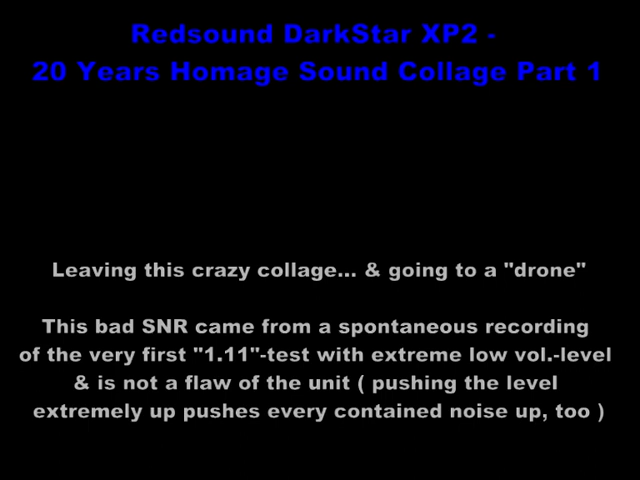 Redsound DarkStar XP2 -
20 Years Homage Sound Collage Part 1
Leaving this crazy collage... & going to a "drone"
This bad SNR came from a spontaneous recording
of the very first "1.11"-test with extreme low vol.-level
& is not a flaw of the unit ( pushing the level
extremely up pushes every contained noise up, too )